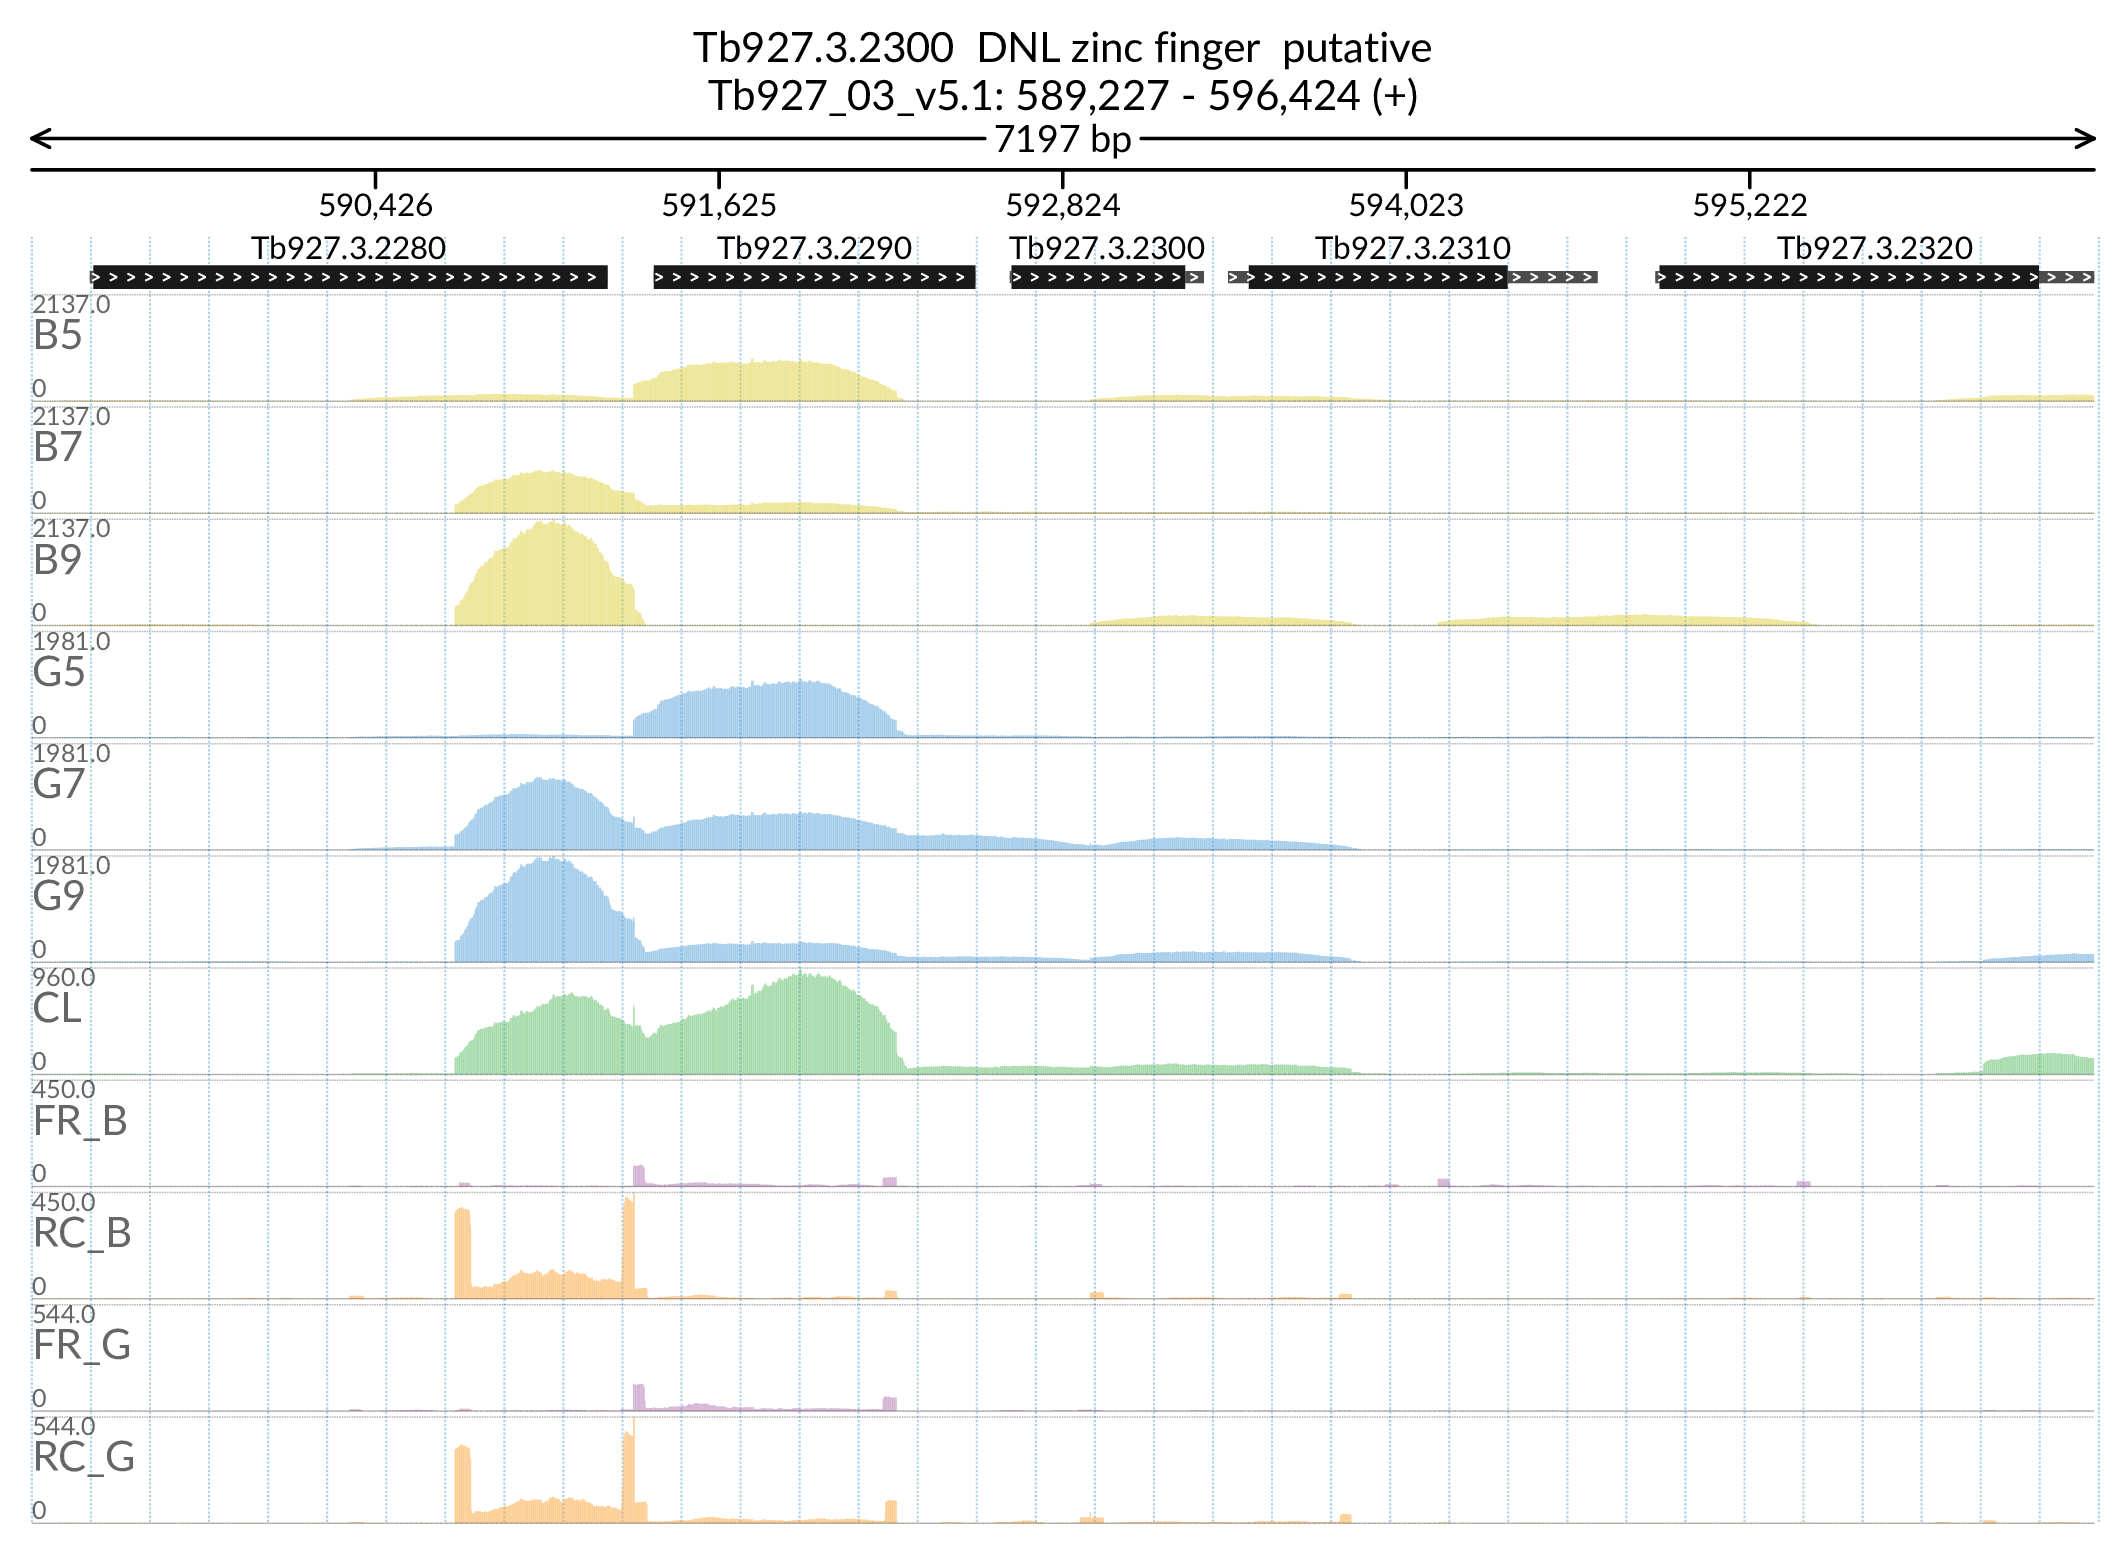 Tb927.3.2300  DNL zinc finger  putative
Tb927_03_v5.1: 589,227 - 596,424 (+)
7197 bp
590,426 591,625 592,824 594,023 595,222
Tb927.3.2280 Tb927.3.2290 Tb927.3.2300 Tb927.3.2310 Tb927.3.2320
2137.0
B5
0
2137.0
B7
0
2137.0
B9
0
1981.0
G5
0
1981.0
G7
0
1981.0
G9
0
960.0
CL
0
450.0
FR_B
0
450.0
RC_B
0
544.0
FR_G
0
544.0
RC_G
0